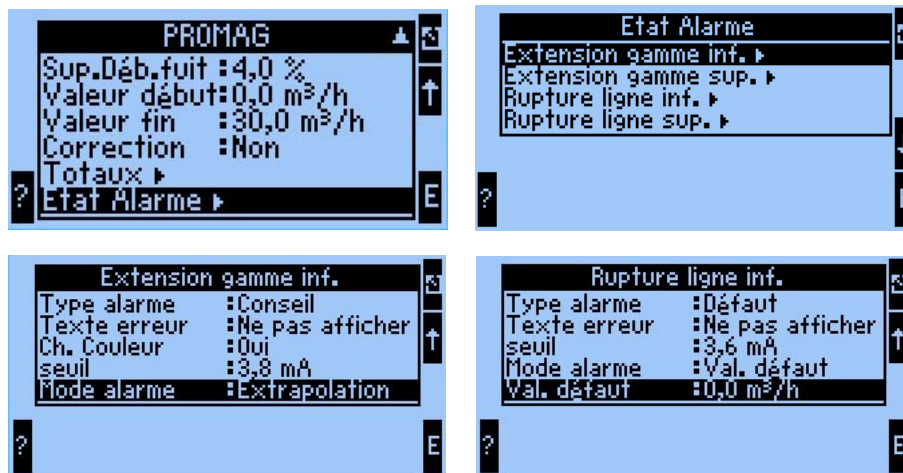 PROMAG
Sup.Déb.fuit :4,0 %
Valeur début:0,0 m³/h
Valeur fin :30,0 m³/h
Correction :Non
Totaux ▸
Etat Alarme ▸
? E
Etat Alarme
Extension gamme inf. ▸
Extension gamme sup. ▸
Rupture ligne inf. ▸
Rupture ligne sup. ▸
?
Extension gamme inf.
Type alarme :Conseil
Texte erreur :Ne pas afficher
Ch. Couleur :Oui
seuil :3,8 mA
Mode alarme :Extrapolation
? E
Rupture ligne inf.
Type alarme :Défaut
Texte erreur :Ne pas afficher
seuil :3,6 mA
Mode alarme :Val. défaut
Val. défaut :0,0 m³/h
? E